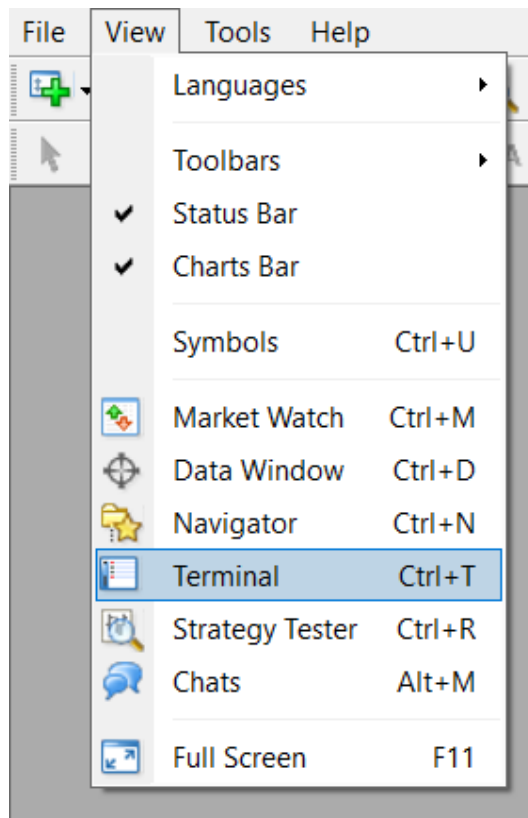 File View Tools Help
Languages
Toolbars
Status Bar
Charts Bar
Symbols Ctrl+U
Market Watch Ctrl+M
Data Window Ctrl+D
Navigator Ctrl+N
Terminal Ctrl+T
Strategy Tester Ctrl+R
Chats Alt+M
Full Screen F11